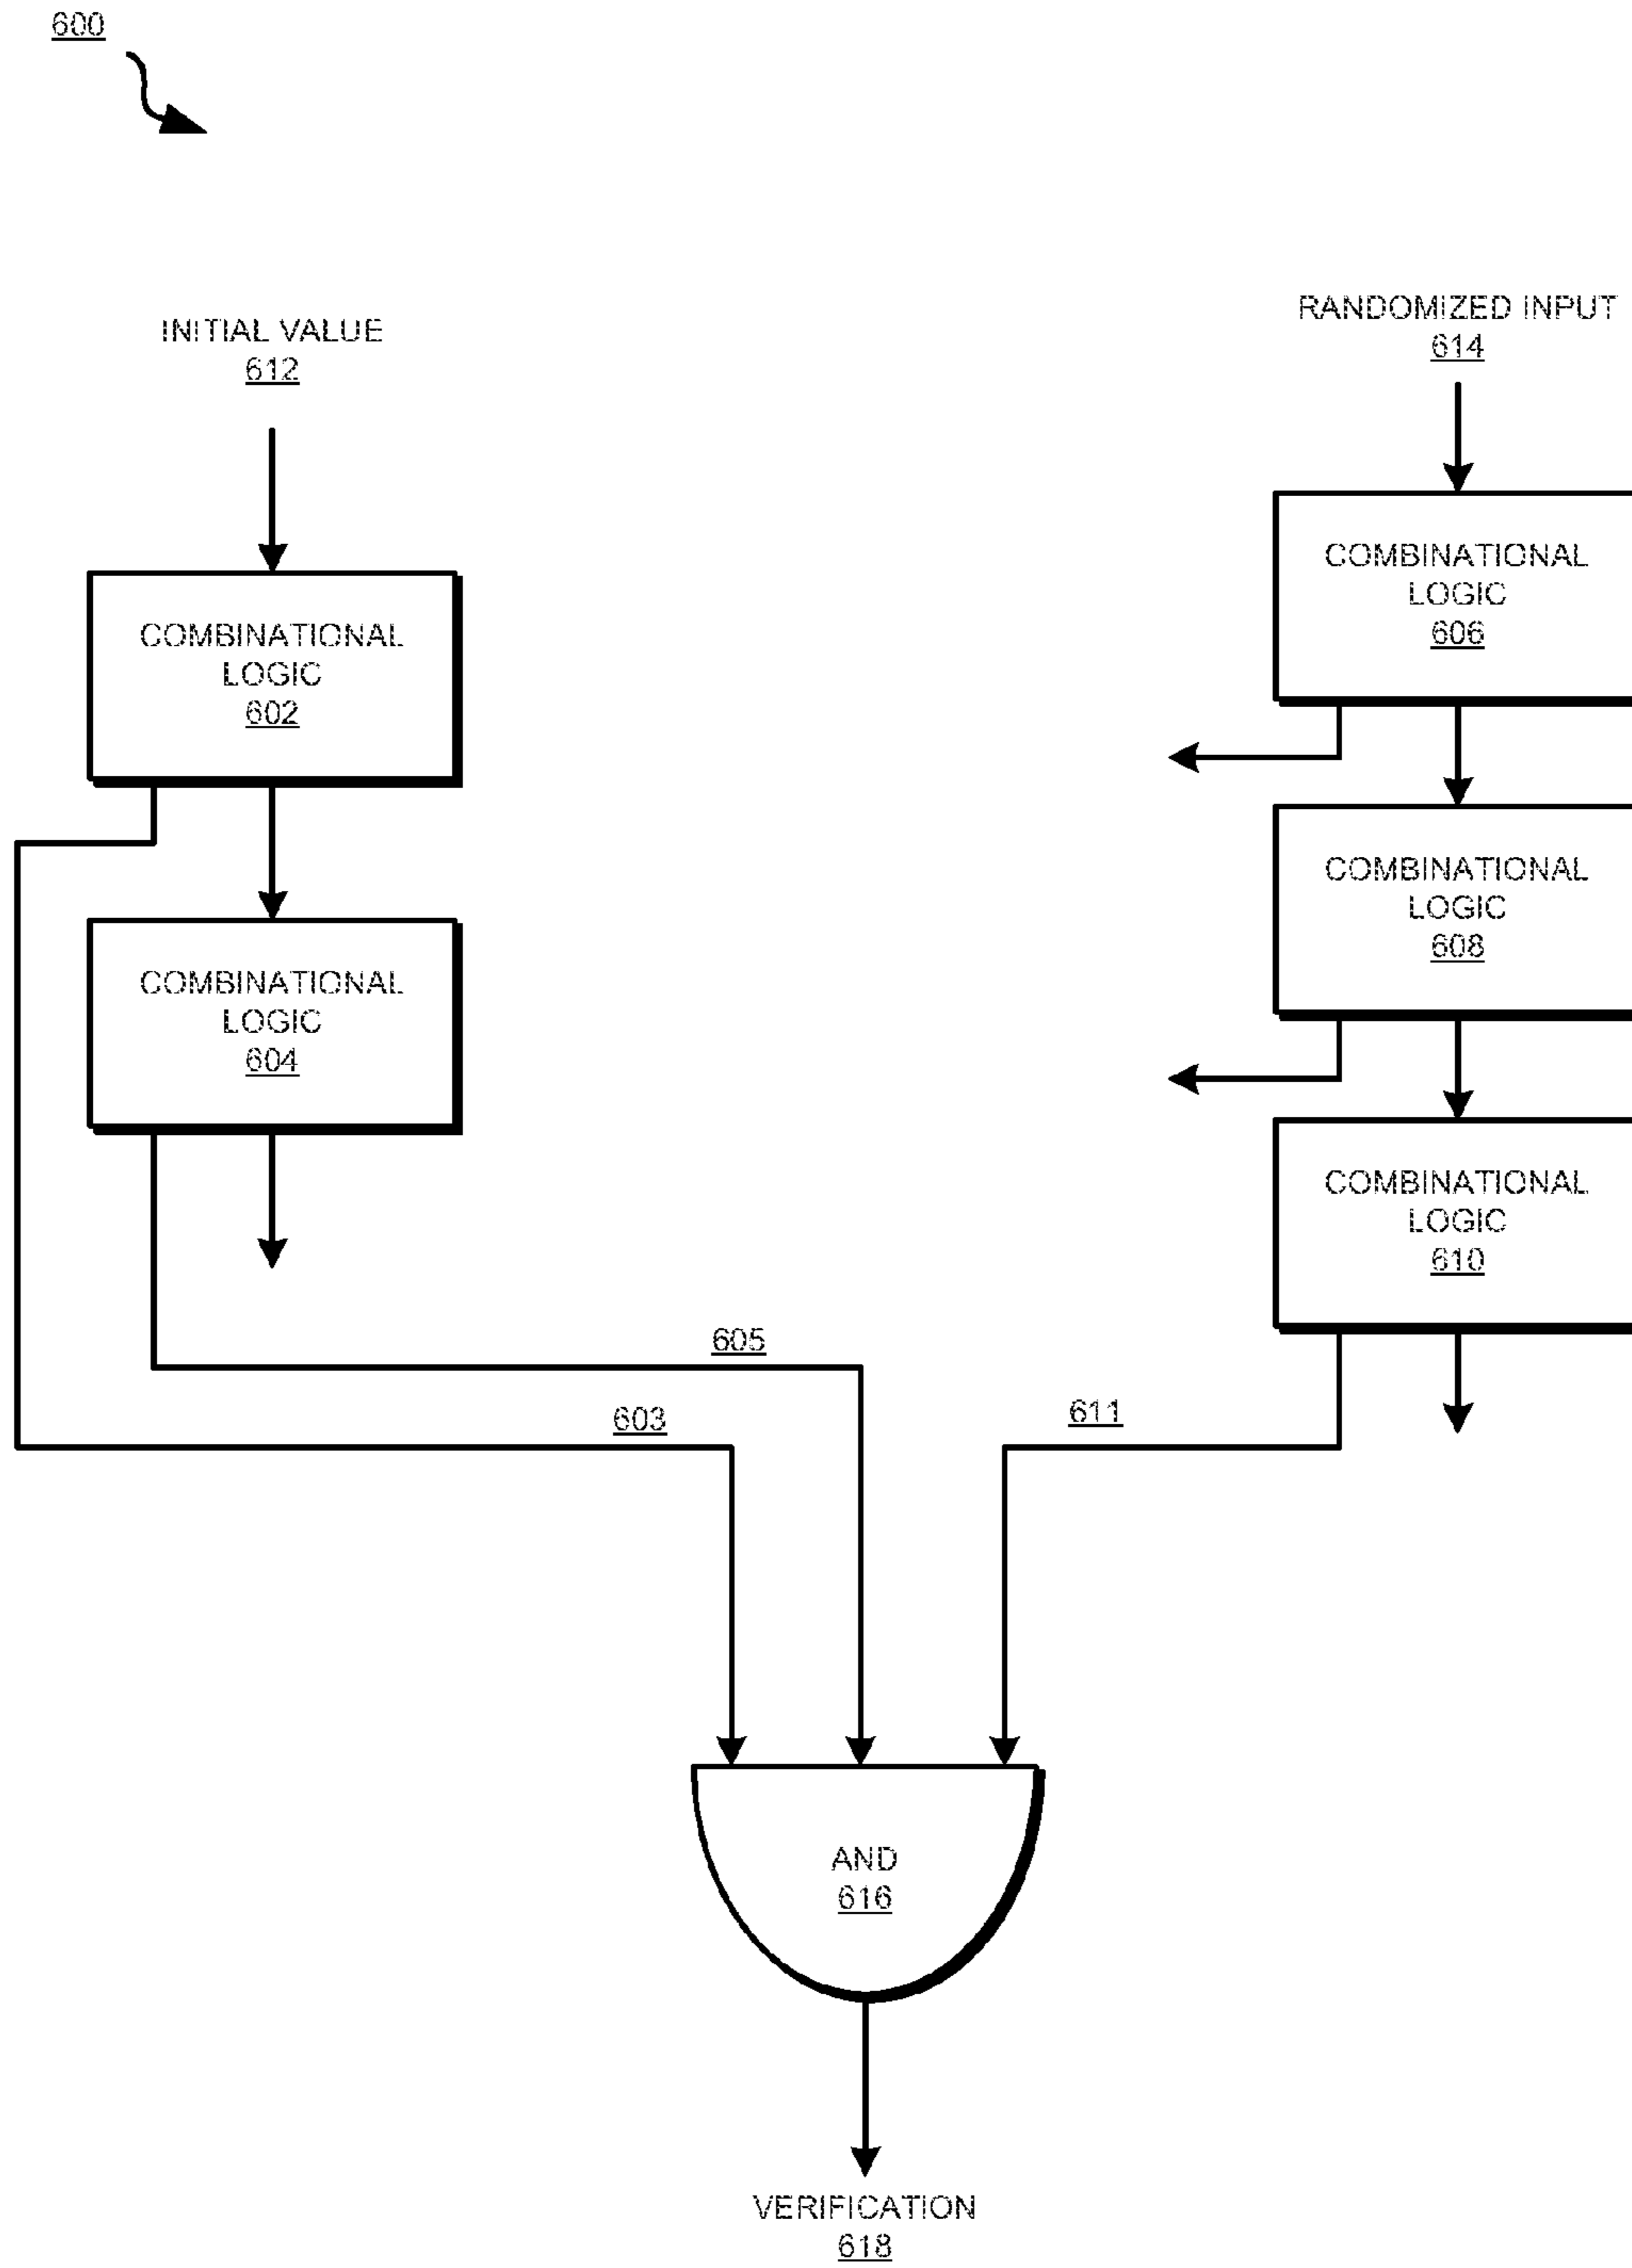 600
INITIAL VALUE
612
RANDOMIZED INPUT
614
COMBINATIONAL
LOGIC
602
COMBINATIONAL
LOGIC
604
COMBINATIONAL
LOGIC
606
COMBINATIONAL
LOGIC
608
COMBINATIONAL
LOGIC
610
605
603
611
AND
616
VERIFICATION
618